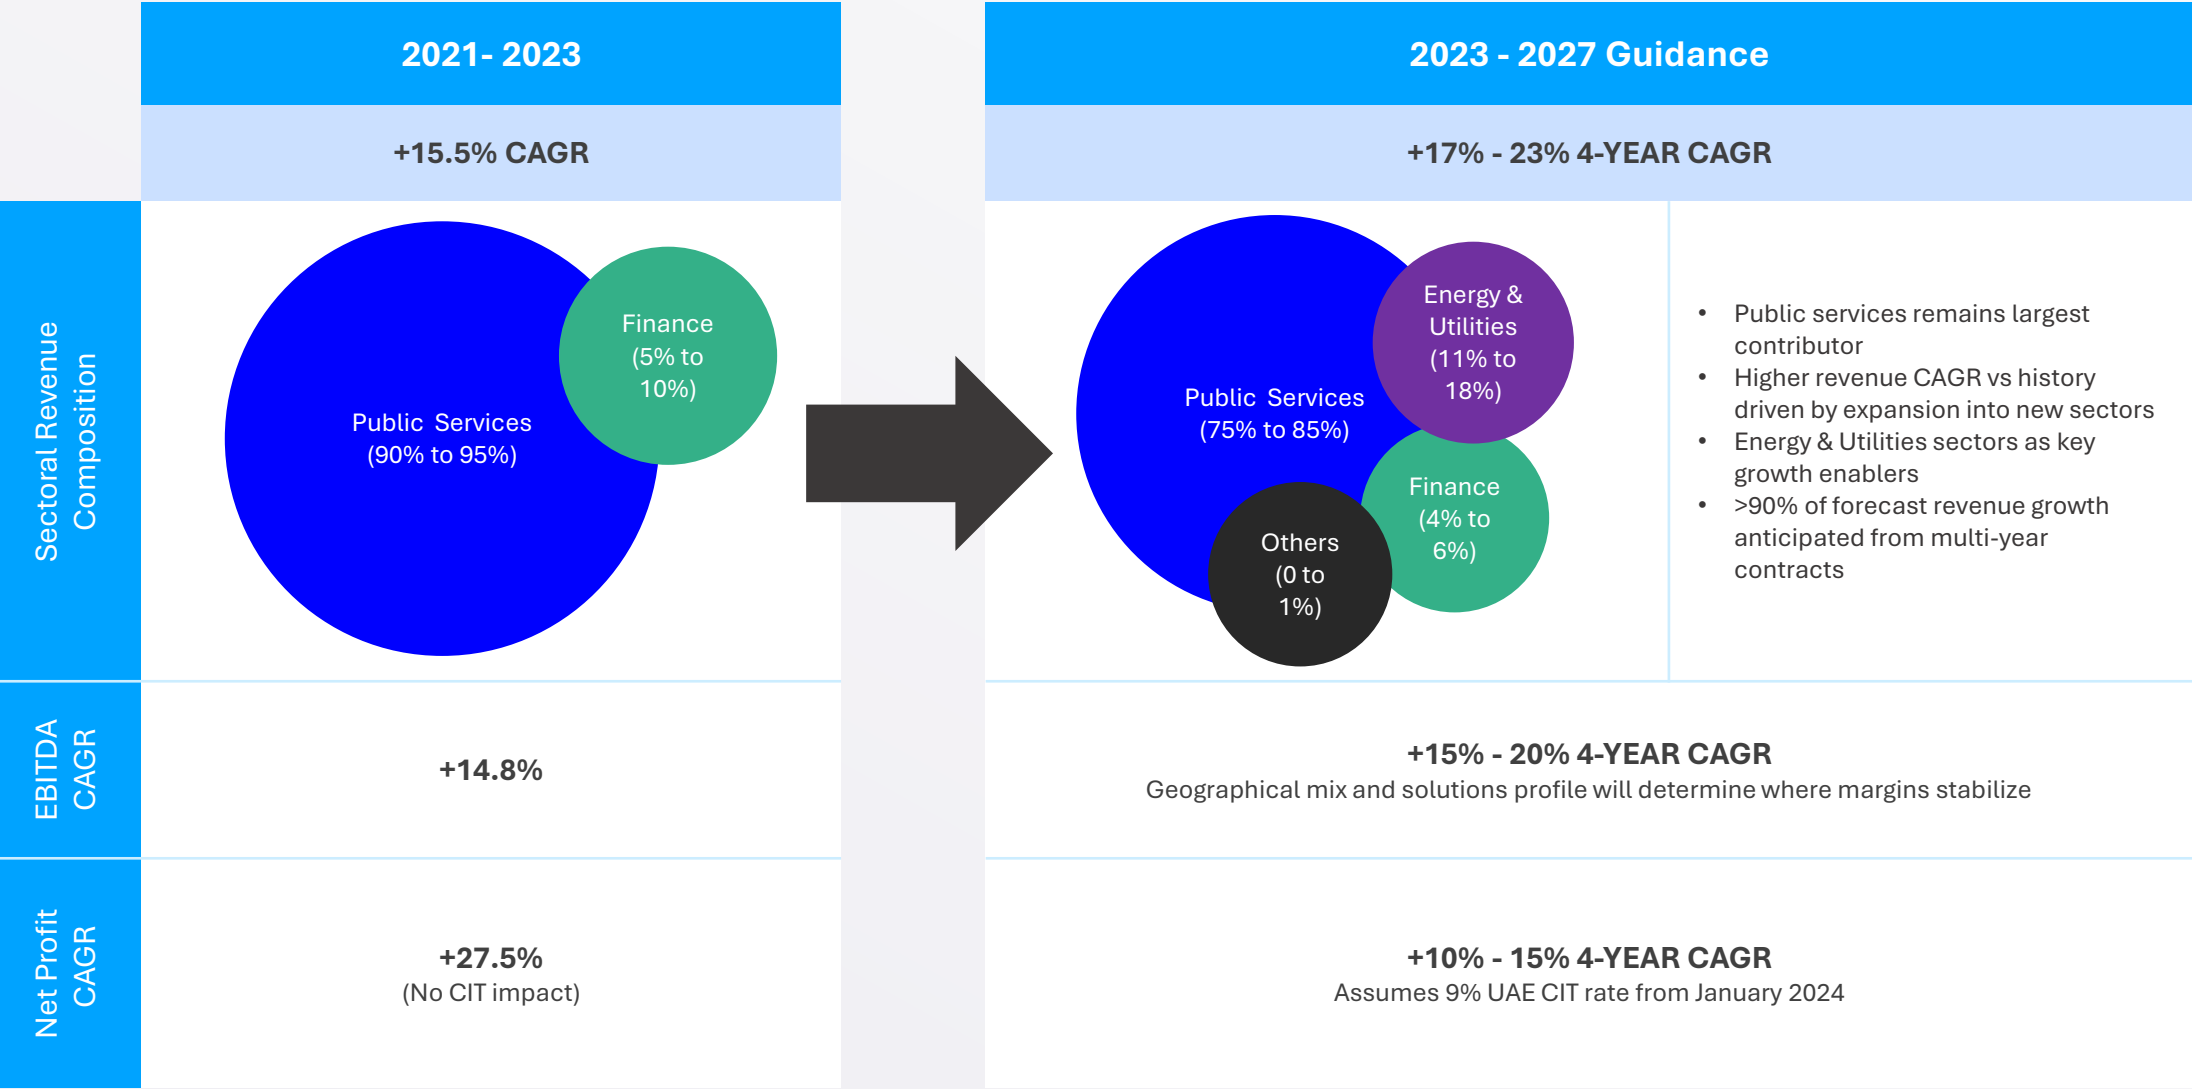 2021- 2023
2023 - 2027 Guidance
+15.5% CAGR
+17% - 23% 4-YEAR CAGR
Sectoral Revenue
Composition
Public  Services
(90% to 95%)
Finance
(5% to
10%)
Public  Services
(75% to 85%)
Energy &
Utilities
(11% to
18%)
Finance
(4% to
6%)
Others
(0 to
1%)
• Public services remains largest
contributor
• Higher revenue CAGR vs history
driven by expansion into new sectors
• Energy & Utilities sectors as key
growth enablers
• >90% of forecast revenue growth
anticipated from multi-year
contracts
EBITDA
CAGR
+14.8%
+15% - 20% 4-YEAR CAGR
Geographical mix and solutions profile will determine where margins stabilize
Net Profit
CAGR
+27.5%
(No CIT impact)
+10% - 15% 4-YEAR CAGR
Assumes 9% UAE CIT rate from January 2024